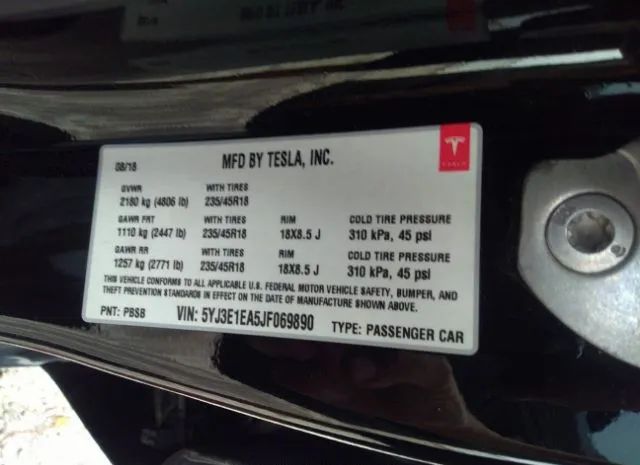 08/18 MFD BY TESLA, INC. TESLA
GVWR WITH TIRES
2180 kg (4806 lb) 235/45R18
GAWR FRT WITH TIRES RIM COLD TIRE PRESSURE
1110 kg (2447 lb) 235/45R18 18X8.5 J 310 kPa, 45 psi
GAWR RR WITH TIRES RIM COLD TIRE PRESSURE
1257 kg (2771 lb) 235/45R18 18X8.5 J 310 kPa, 45 psi
THIS VEHICLE CONFORMS TO ALL APPLICABLE U.S. FEDERAL MOTOR VEHICLE SAFETY, BUMPER, AND
THEFT PREVENTION STANDARDS IN EFFECT ON THE DATE OF MANUFACTURE SHOWN ABOVE.
PNT: PBSB VIN: 5YJ3E1EA5JF069890 TYPE: PASSENGER CAR